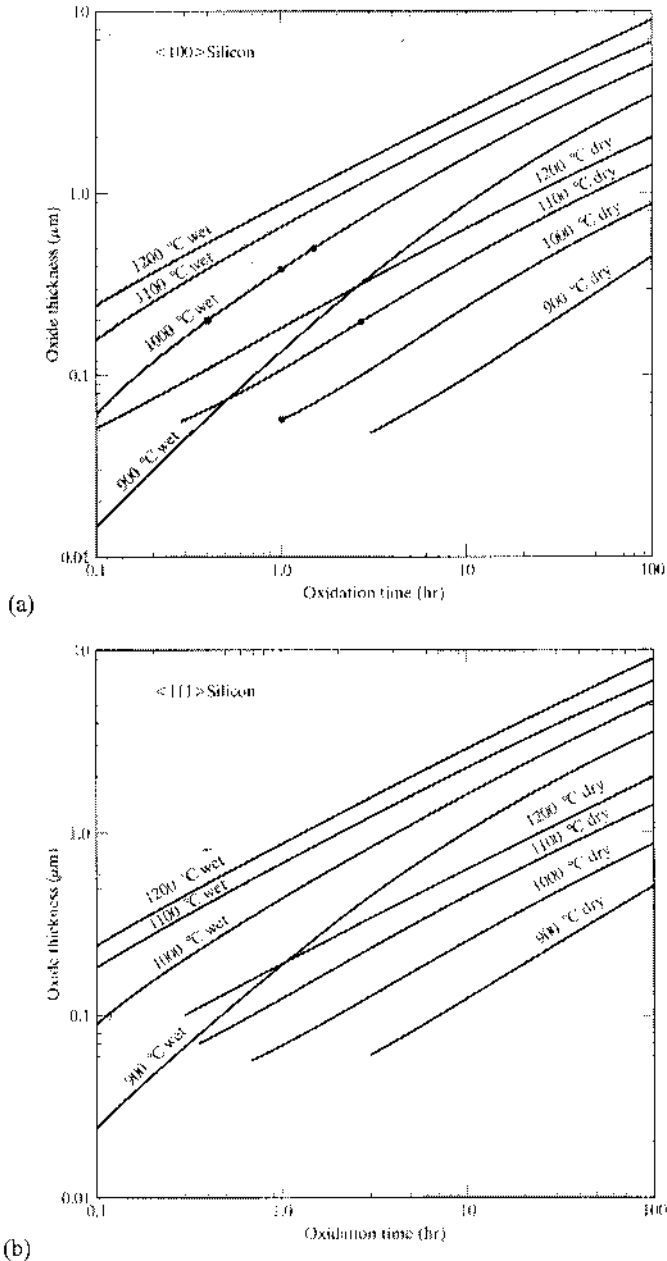 10
<100>Silicon
1200 °C dry
1100 °C dry
1000 °C dry
900 °C dry
1.0
1200 °C wet
1100 °C wet
1000 °C wet
900 °C wet
Oxide thickness (μm)
0.1
0.01
0.1
1.0
10
100
Oxidation time (hr)
(a)
10
<111>Silicon
1200 °C dry
1100 °C dry
1000 °C dry
900 °C dry
1.0
1200 °C wet
1100 °C wet
1000 °C wet
900 °C wet
Oxide thickness (μm)
0.1
0.01
0.1
1.0
10
100
Oxidation time (hr)
(b)